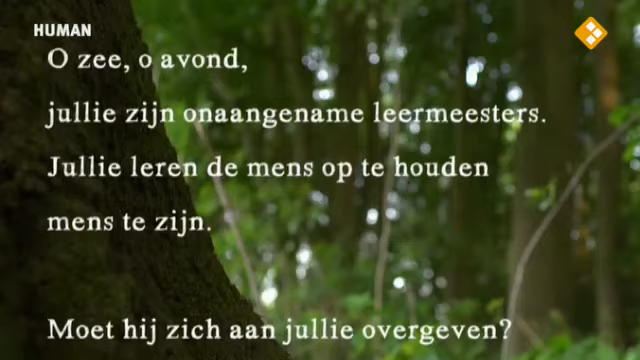 HUMAN
O zee, o avond,
jullie zijn onaangename leermeesters.
Jullie leren de mens op te houden
mens te zijn.
Moet hij zich aan jullie overgeven?